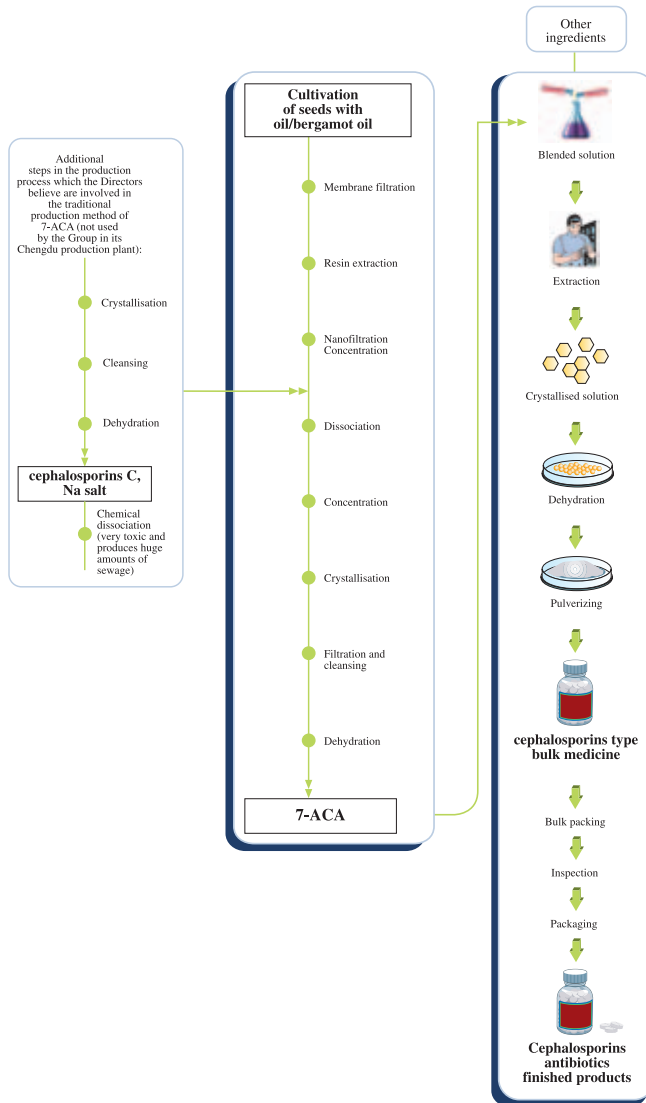 Other
ingredients
Additional
steps in the production
process which the Directors
believe are involved in
the traditional
production method of
7-ACA (not used
by the Group in its
Chengdu production plant):
Crystallisation
Cleansing
Dehydration
cephalosporins C,
Na salt
Chemical
dissociation
(very toxic and
produces huge
amounts of
sewage)
Cultivation
of seeds with
oil/bergamot oil
Membrane filtration
Resin extraction
Nanofiltration
Concentration
Dissociation
Concentration
Crystallisation
Filtration and
cleansing
Dehydration
7-ACA
Blended solution
Extraction
Crystallised solution
Dehydration
Pulverizing
cephalosporins type
bulk medicine
Bulk packing
Inspection
Packaging
Cephalosporins
antibiotics
finished products